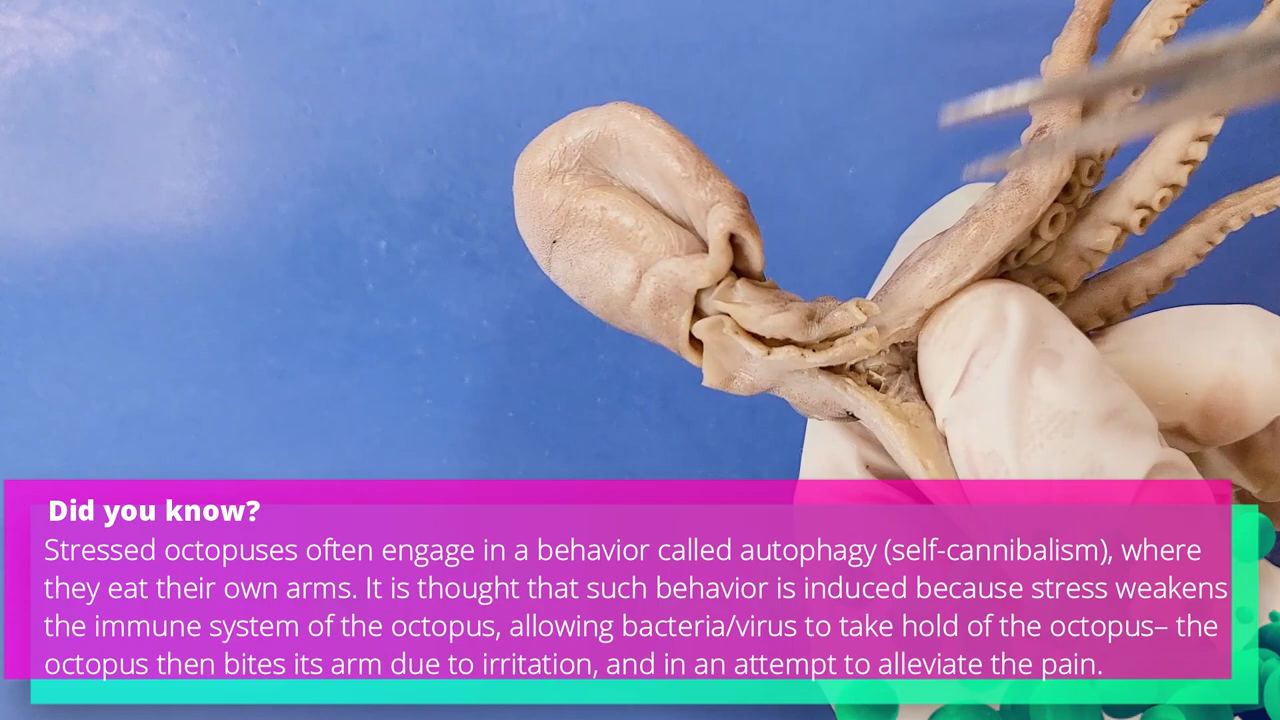 Did you know?
Stressed octopuses often engage in a behavior called autophagy (self-cannibalism), where
they eat their own arms. It is thought that such behavior is induced because stress weakens
the immune system of the octopus, allowing bacteria/virus to take hold of the octopus– the
octopus then bites its arm due to irritation, and in an attempt to alleviate the pain.